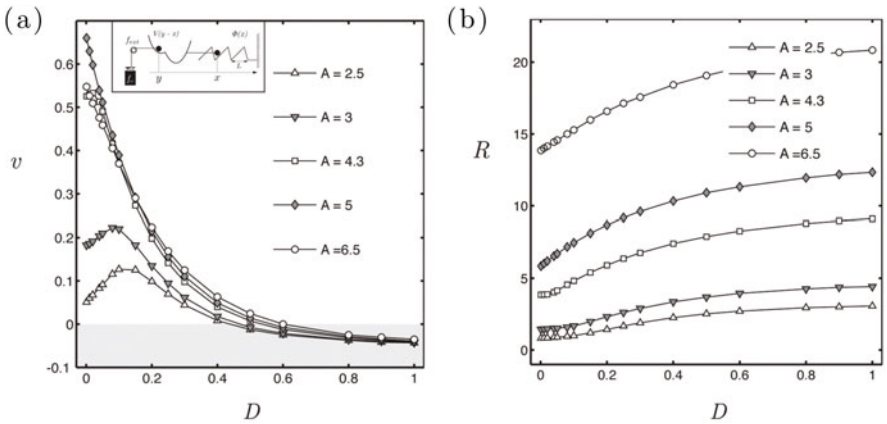 (a)
V(y − x)
Φ(x)
f_ext
L
L
y
x
A = 2.5
A = 3
A = 4.3
A = 5
A =6.5
v
0.6
0.5
0.4
0.3
0.2
0.1
0
-0.1
0
0.2
0.4
0.6
0.8
1
D
(b)
A = 2.5
A = 3
A = 4.3
A = 5
A =6.5
R
20
15
10
5
0
0
0.2
0.4
0.6
0.8
1
D